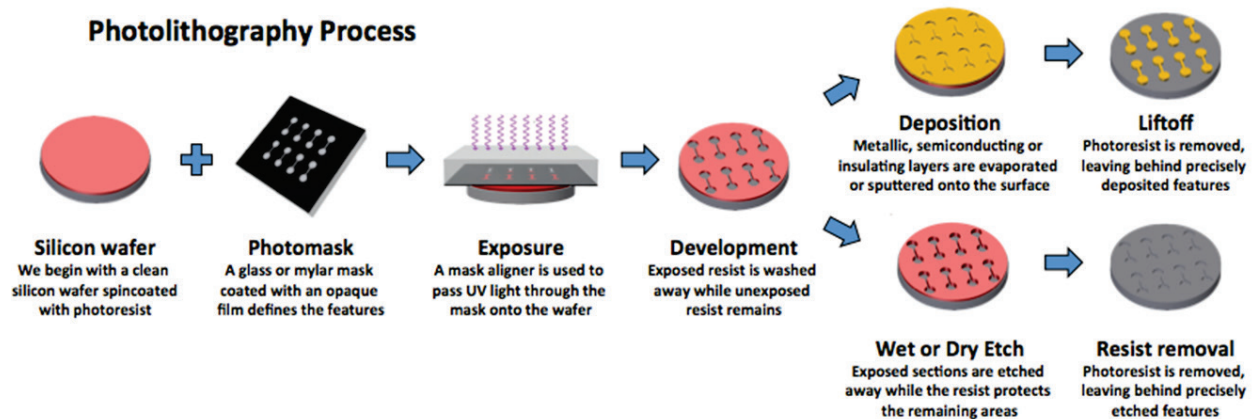 Photolithography Process
Silicon wafer
We begin with a clean
silicon wafer spincoated
with photoresist
Photomask
A glass or mylar mask
coated with an opaque
film defines the features
Exposure
A mask aligner is used to
pass UV light through the
mask onto the wafer
Development
Exposed resist is washed
away while unexposed
resist remains
Deposition
Metallic, semiconducting or
insulating layers are evaporated
or sputtered onto the surface
Liftoff
Photoresist is removed,
leaving behind precisely
deposited features
Wet or Dry Etch
Exposed sections are etched
away while the resist protects
the remaining areas
Resist removal
Photoresist is removed,
leaving behind precisely
etched features